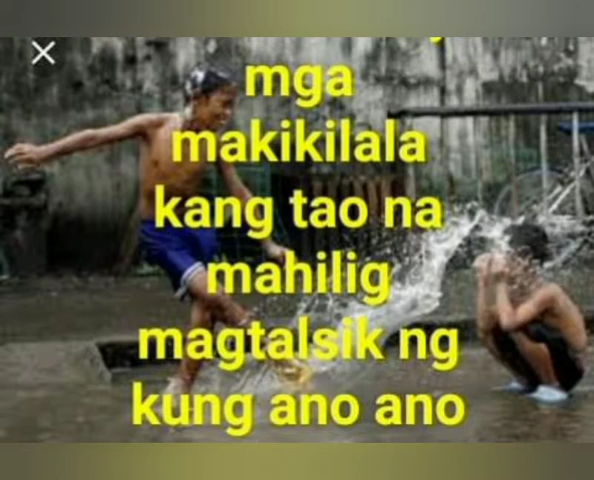 mga
makikilala
kang tao na
mahilig
magtalsik ng
kung ano ano